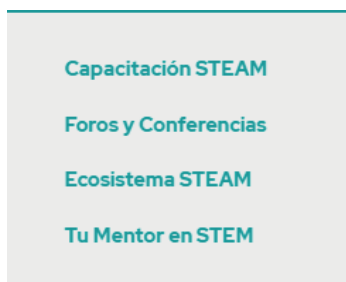 Capacitación STEAM
Foros y Conferencias
Ecosistema STEAM
Tu Mentor en STEM